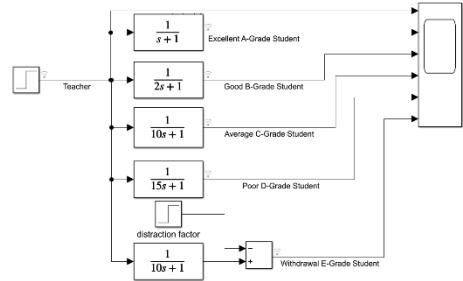 1
s + 1
Excellent A-Grade Student
Teacher
1
2s + 1
Good B-Grade Student
1
10s + 1
Average C-Grade Student
1
15s + 1
Poor D-Grade Student
distraction factor
1
10s + 1
−
+
Withdrawal E-Grade Student